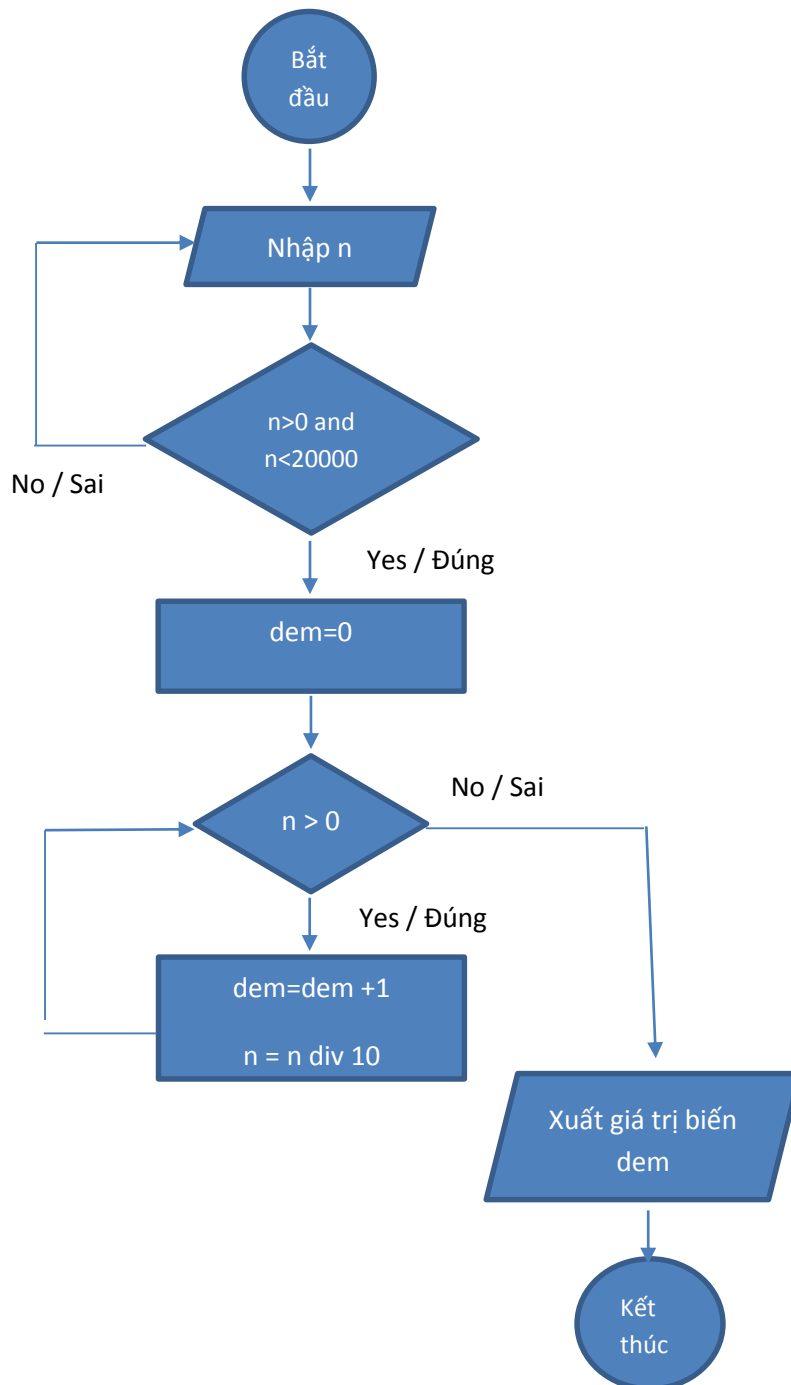 Bắt
đầu
Nhập n
n>0 and
n<20000
No / Sai
Yes / Đúng
dem=0
n > 0
No / Sai
Yes / Đúng
dem=dem +1
n = n div 10
Xuất giá trị biến
dem
Kết
thúc